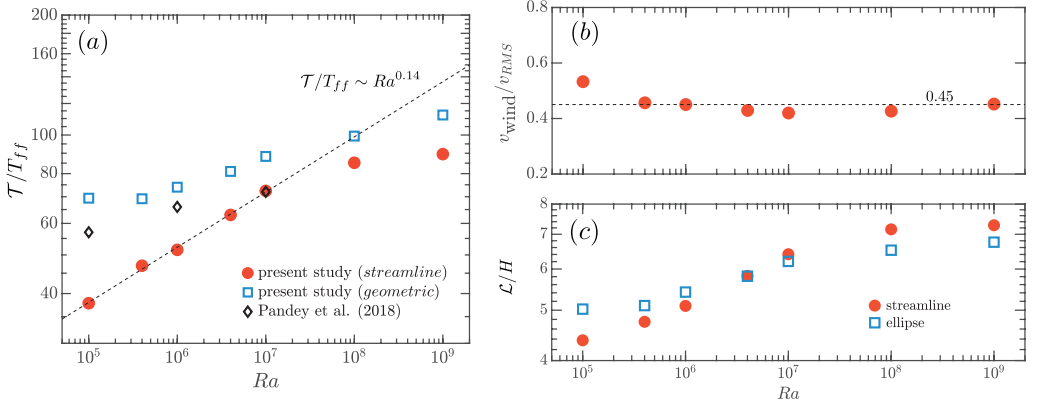 200
160
100
80
60
40
𝒯/T_ff
(a)
𝒯/T_ff ∼ Ra^0.14
present study (streamline)
present study (geometric)
Pandey et al. (2018)
10^5 10^6 10^7 10^8 10^9
Ra
0.8
0.6
0.4
0.2
v_wind/v_RMS
(b)
0.45
8
7
6
5
4
ℒ/H
(c)
streamline
ellipse
10^5 10^6 10^7 10^8 10^9
Ra